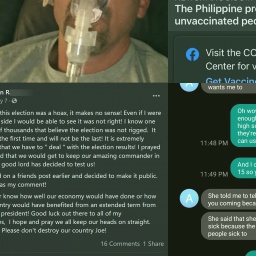 The Philippine pr
unvaccinated peop
Visit the CO
Center for v
Get Vaccin
wants me to
Oh wo
enoug
high s
they're
can us
11:48 PM
And I c
15 so y
11:49 PM
She told me to tel
you coming beca
She said that she
sick because the
people sick to
n R
y 7
this election was a hoax, it makes no sense! Even if I were
side I would be able to see it was not right! I know one
f thousands that believe the election was not rigged. It
the first time and will not be the last! It is extremely
that we have to " deal " with the election results! I prayed
d that we would get to keep our amazing commander in
good lord has decided to test us!
d on a friends post earlier and decided to make it public.
as my comment!
r know how well our economy would have done or how
ntry would have benefited from an extended term from
president! Good luck out there to all of my
s, I hope and pray we all keep our heads on straight.
Please don't destroy our country Joe!
16 Comments 1 Share